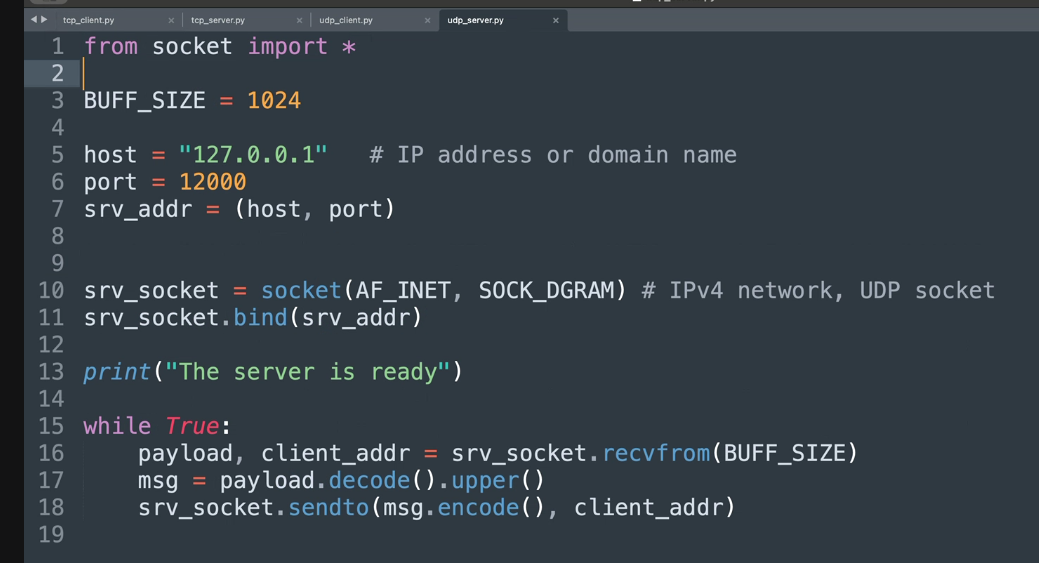 tcp_client.py × tcp_server.py × udp_client.py × udp_server.py ×
1 from socket import *
2
3 BUFF_SIZE = 1024
4
5 host = "127.0.0.1"   # IP address or domain name
6 port = 12000
7 srv_addr = (host, port)
8
9
10 srv_socket = socket(AF_INET, SOCK_DGRAM) # IPv4 network, UDP socket
11 srv_socket.bind(srv_addr)
12
13 print("The server is ready")
14
15 while True:
16     payload, client_addr = srv_socket.recvfrom(BUFF_SIZE)
17     msg = payload.decode().upper()
18     srv_socket.sendto(msg.encode(), client_addr)
19